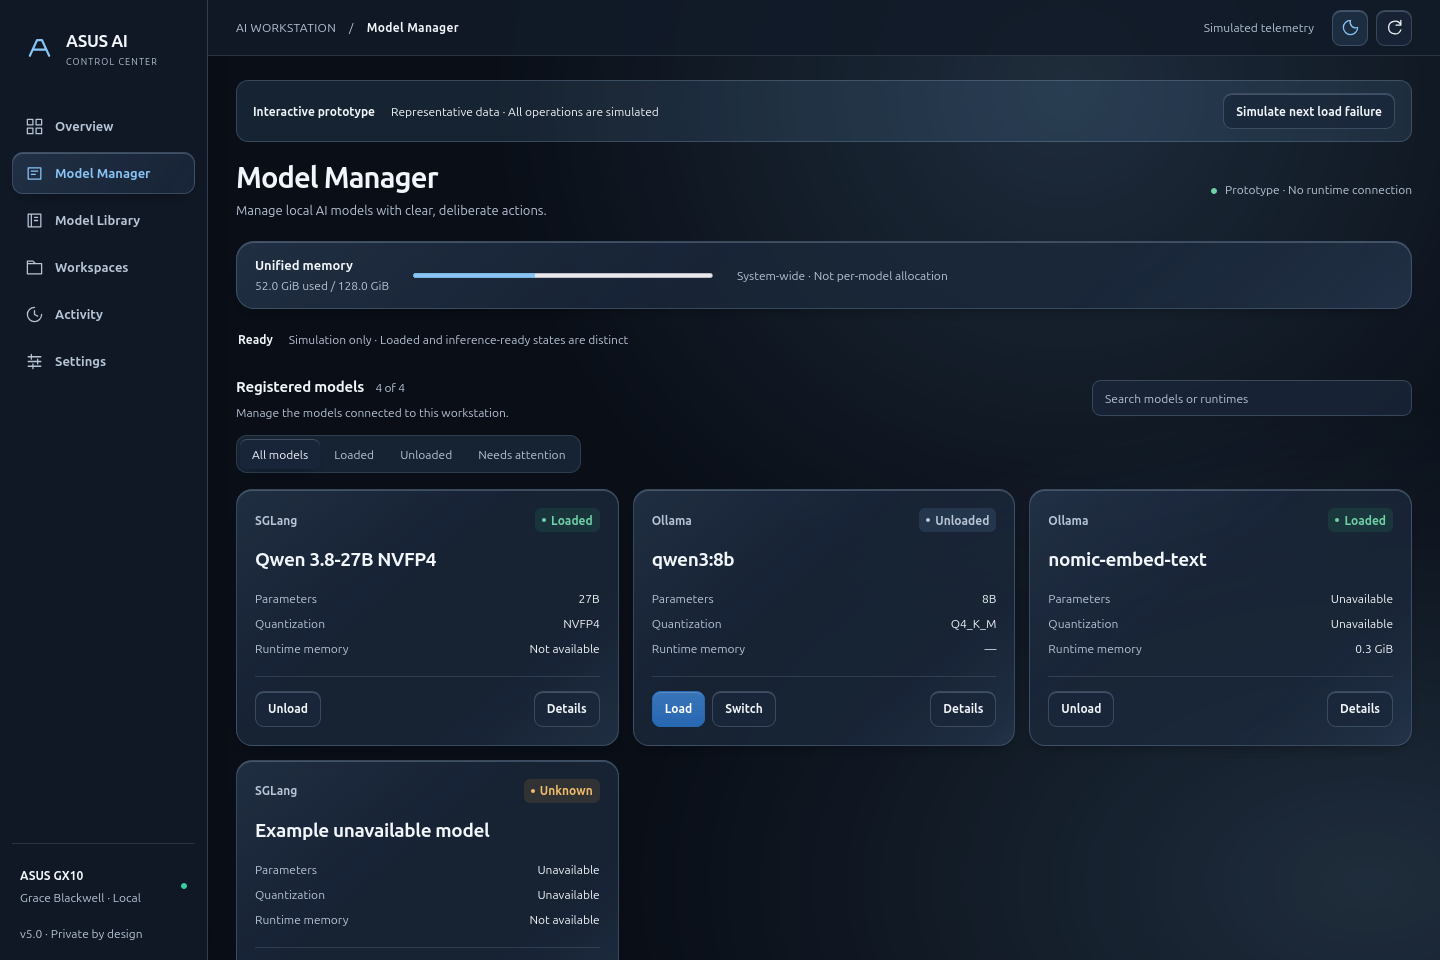 ASUS AI
CONTROL CENTER
Overview
Model Manager
Model Library
Workspaces
Activity
Settings
ASUS GX10
Grace Blackwell · Local
v5.0 · Private by design
AI WORKSTATION / Model Manager
Simulated telemetry
Interactive prototype Representative data · All operations are simulated
Simulate next load failure
Model Manager
Manage local AI models with clear, deliberate actions.
Prototype · No runtime connection
Unified memory
52.0 GiB used / 128.0 GiB
System-wide · Not per-model allocation
Ready Simulation only · Loaded and inference-ready states are distinct
Registered models 4 of 4
Manage the models connected to this workstation.
Search models or runtimes
All models Loaded Unloaded Needs attention
SGLang Loaded
Qwen 3.8-27B NVFP4
Parameters 27B
Quantization NVFP4
Runtime memory Not available
Unload Details
Ollama Unloaded
qwen3:8b
Parameters 8B
Quantization Q4_K_M
Runtime memory —
Load Switch Details
Ollama Loaded
nomic-embed-text
Parameters Unavailable
Quantization Unavailable
Runtime memory 0.3 GiB
Unload Details
SGLang Unknown
Example unavailable model
Parameters Unavailable
Quantization Unavailable
Runtime memory Not available